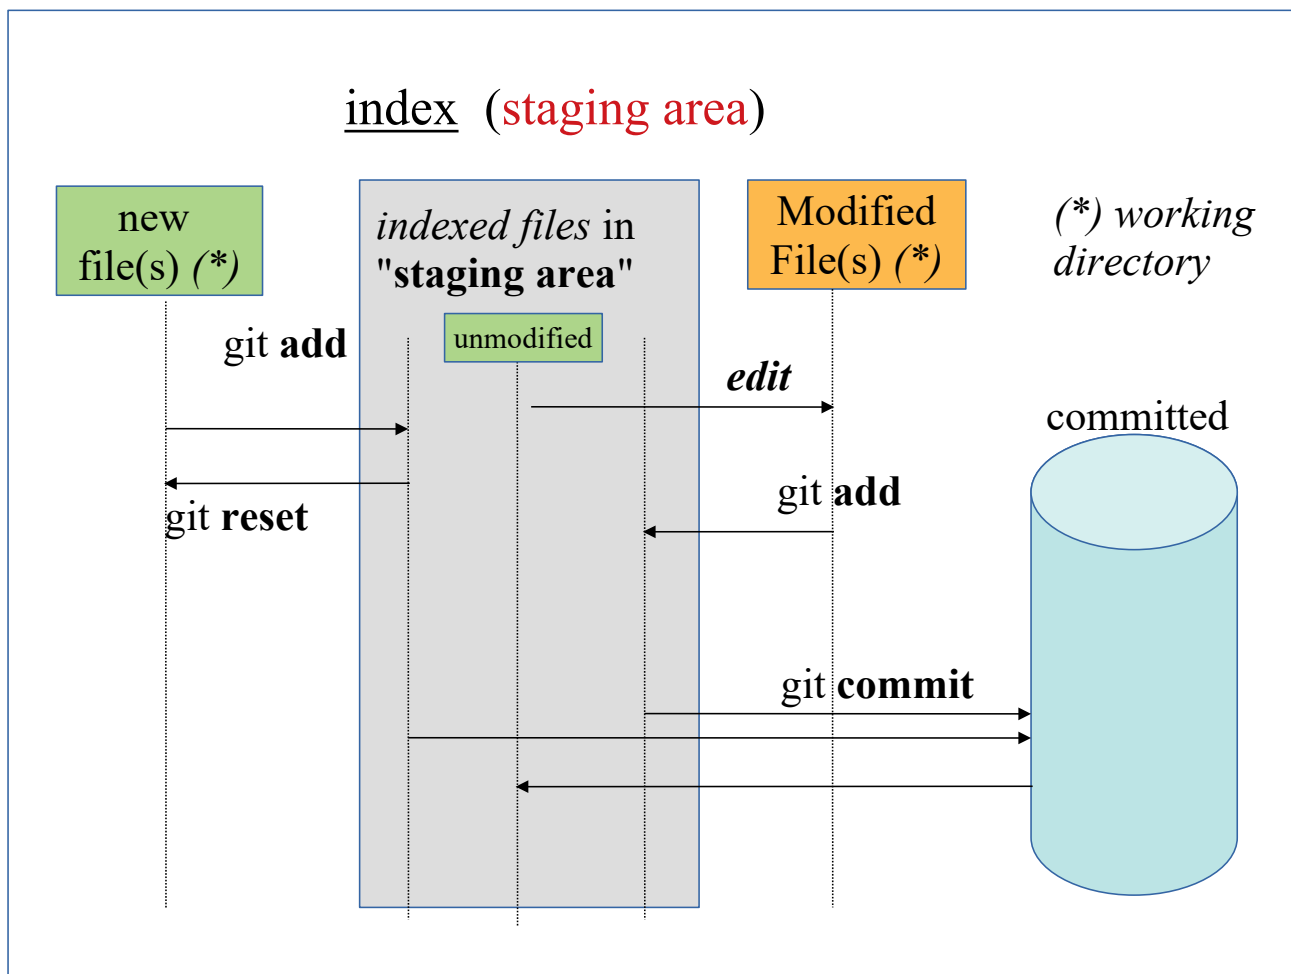 index (staging area)
new
file(s) (*)
indexed files in
"staging area"
unmodified
Modified
File(s) (*)
(*) working
directory
git add
edit
committed
git add
git reset
git commit